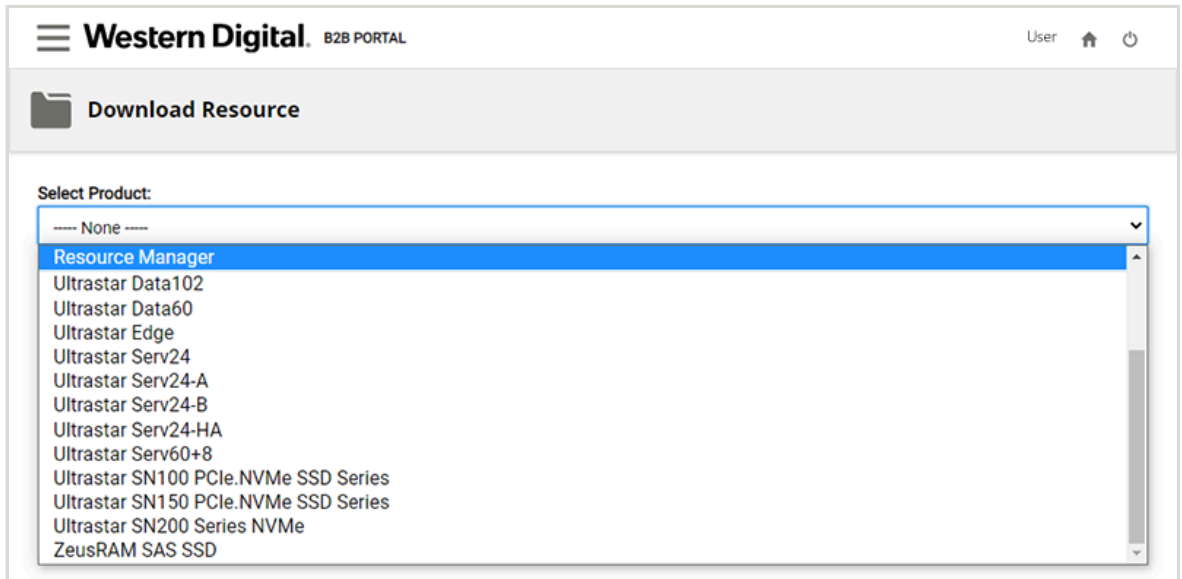 Western Digital. B2B PORTAL User
Download Resource
Select Product:
----- None -----
Resource Manager
Ultrastar Data102
Ultrastar Data60
Ultrastar Edge
Ultrastar Serv24
Ultrastar Serv24-A
Ultrastar Serv24-B
Ultrastar Serv24-HA
Ultrastar Serv60+8
Ultrastar SN100 PCIe.NVMe SSD Series
Ultrastar SN150 PCIe.NVMe SSD Series
Ultrastar SN200 Series NVMe
ZeusRAM SAS SSD